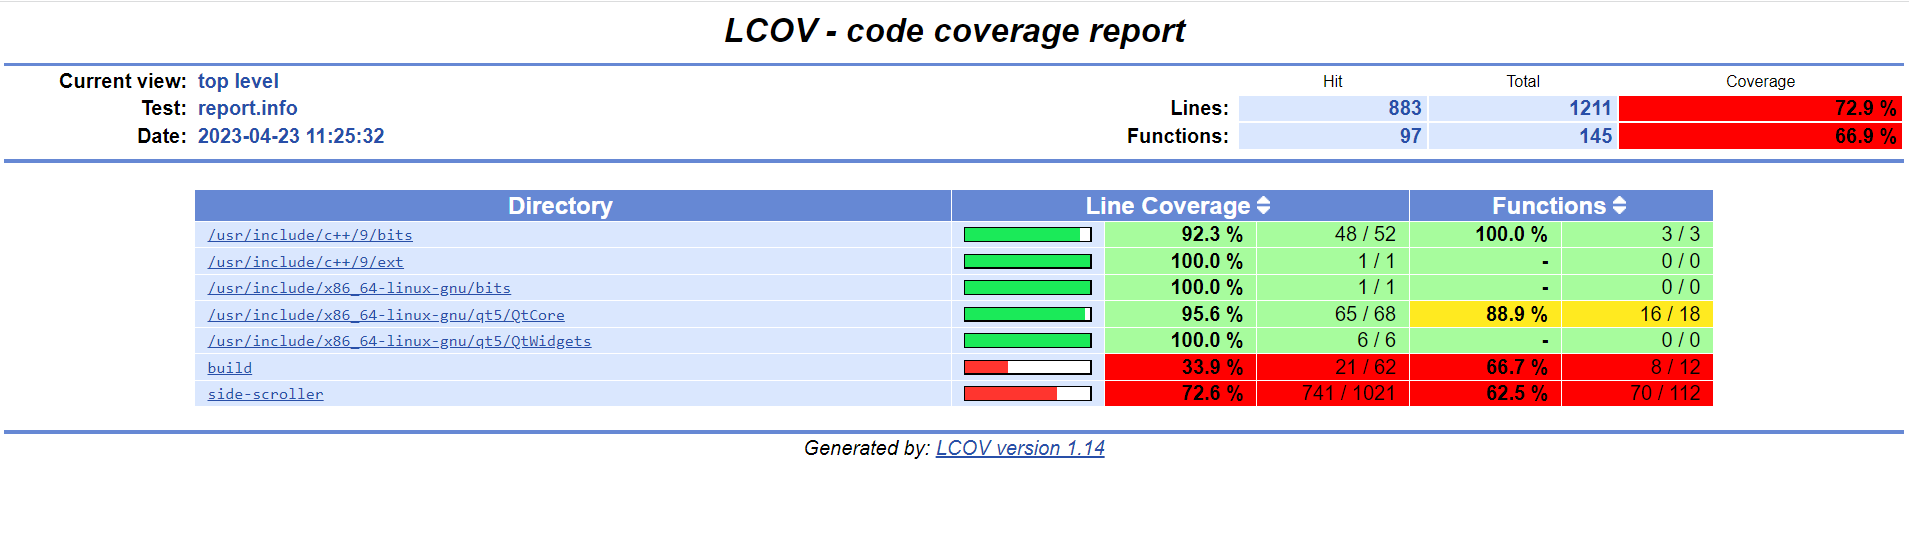 LCOV - code coverage report
Current view: top level Hit Total Coverage
Test: report.info Lines: 883 1211 72.9 %
Date: 2023-04-23 11:25:32 Functions: 97 145 66.9 %
Directory Line Coverage Functions
/usr/include/c++/9/bits 92.3 % 48 / 52 100.0 % 3 / 3
/usr/include/c++/9/ext 100.0 % 1 / 1 - 0 / 0
/usr/include/x86_64-linux-gnu/bits 100.0 % 1 / 1 - 0 / 0
/usr/include/x86_64-linux-gnu/qt5/QtCore 95.6 % 65 / 68 88.9 % 16 / 18
/usr/include/x86_64-linux-gnu/qt5/QtWidgets 100.0 % 6 / 6 - 0 / 0
build 33.9 % 21 / 62 66.7 % 8 / 12
side-scroller 72.6 % 741 / 1021 62.5 % 70 / 112
Generated by: LCOV version 1.14